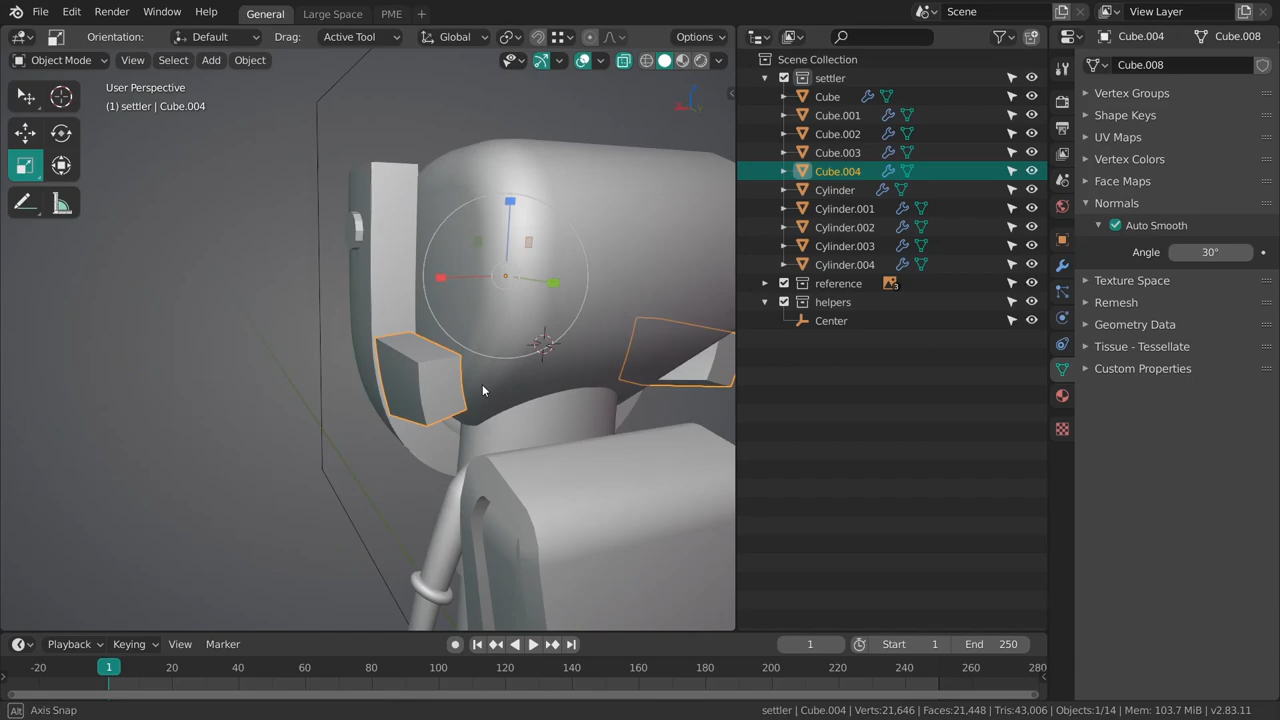 File Edit Render Window Help General Large Space PME + Scene View Layer
Orientation: Default Drag: Active Tool Global Options
Object Mode View Select Add Object
User Perspective
(1) settler | Cube.004
Scene Collection
settler
Cube
Cube.001
Cube.002
Cube.003
Cube.004
Cylinder
Cylinder.001
Cylinder.002
Cylinder.003
Cylinder.004
reference 3
helpers
Center
Cube.004 Cube.008
Cube.008
Vertex Groups
Shape Keys
UV Maps
Vertex Colors
Face Maps
Normals
Auto Smooth
Angle 30°
Texture Space
Remesh
Geometry Data
Tissue - Tessellate
Custom Properties
Playback Keying View Marker 1 Start 1 End 250
-20 1 20 40 60 80 100 120 140 160 180 200 220 240 260 280
Alt Axis Snap settler | Cube.004 | Verts:21,646 | Faces:21,448 | Tris:43,006 | Objects:1/14 | Mem: 103.7 MiB | v2.83.11